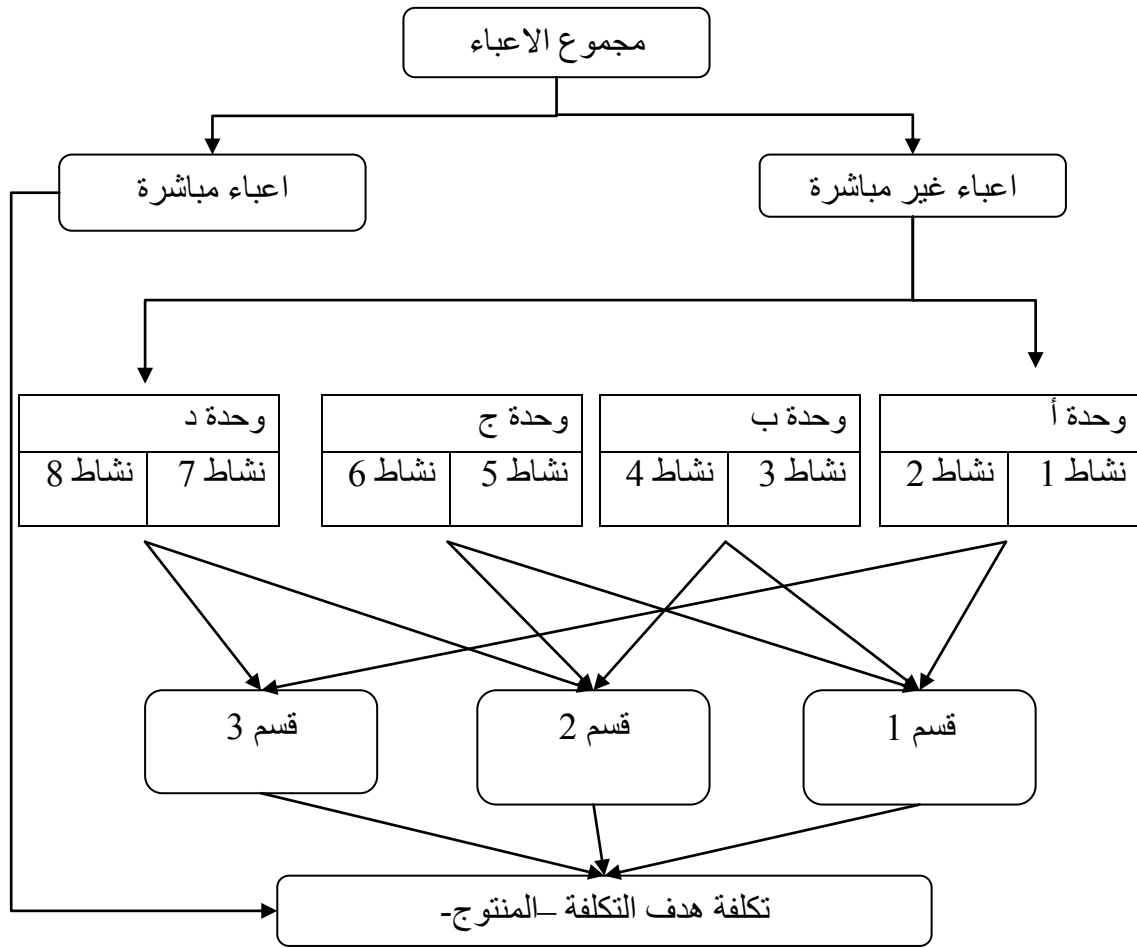 مجموع الاعباء
اعباء غير مباشرة
اعباء مباشرة
وحدة أ
نشاط 1
نشاط 2
وحدة ب
نشاط 3
نشاط 4
وحدة ج
نشاط 5
نشاط 6
وحدة د
نشاط 7
نشاط 8
قسم 1
قسم 2
قسم 3
تكلفة هدف التكلفة –المنتوج-